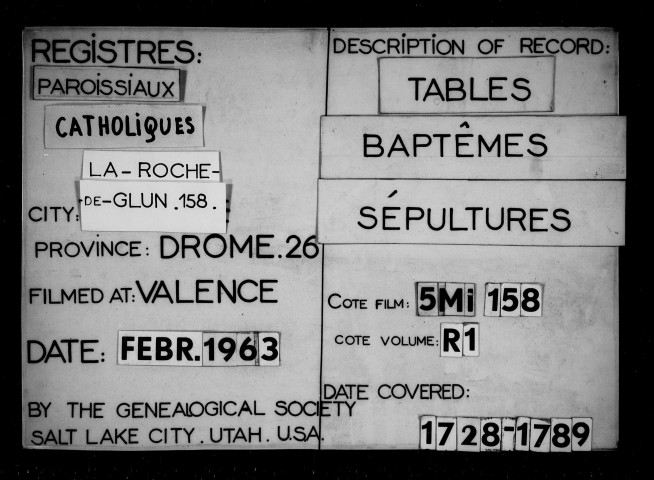 REGISTRES:
PAROISSIAUX
CATHOLIQUES
LA-ROCHE-
CITY: DE-GLUN.158.
PROVINCE: DROME.26
FILMED AT: VALENCE
DATE: FEBR.1963
BY THE GENEALOGICAL SOCIETY
SALT LAKE CITY. UTAH. U.S.A.
DESCRIPTION OF RECORD:
TABLES
BAPTÊMES
SÉPULTURES
COTE FILM: 5Mi 158
COTE VOLUME: R1
DATE COVERED:
1728-1789